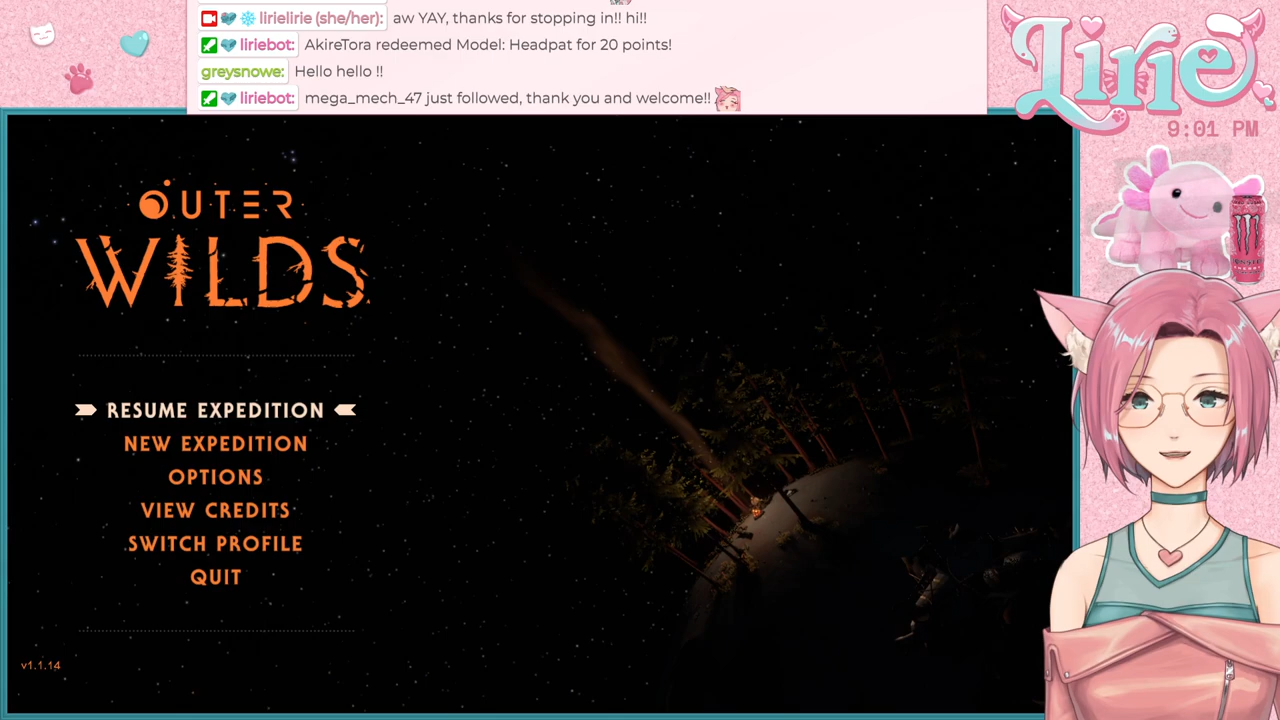 lirielirie (she/her): aw YAY, thanks for stopping in!! hi!!
liriebot: AkireTora redeemed Model: Headpat for 20 points!
greysnowe: Hello hello !!
liriebot: mega_mech_47 just followed, thank you and welcome!!
Lirie
9:01 PM
OUTER
WILDS
RESUME EXPEDITION
NEW EXPEDITION
OPTIONS
VIEW CREDITS
SWITCH PROFILE
QUIT
v1.1.14